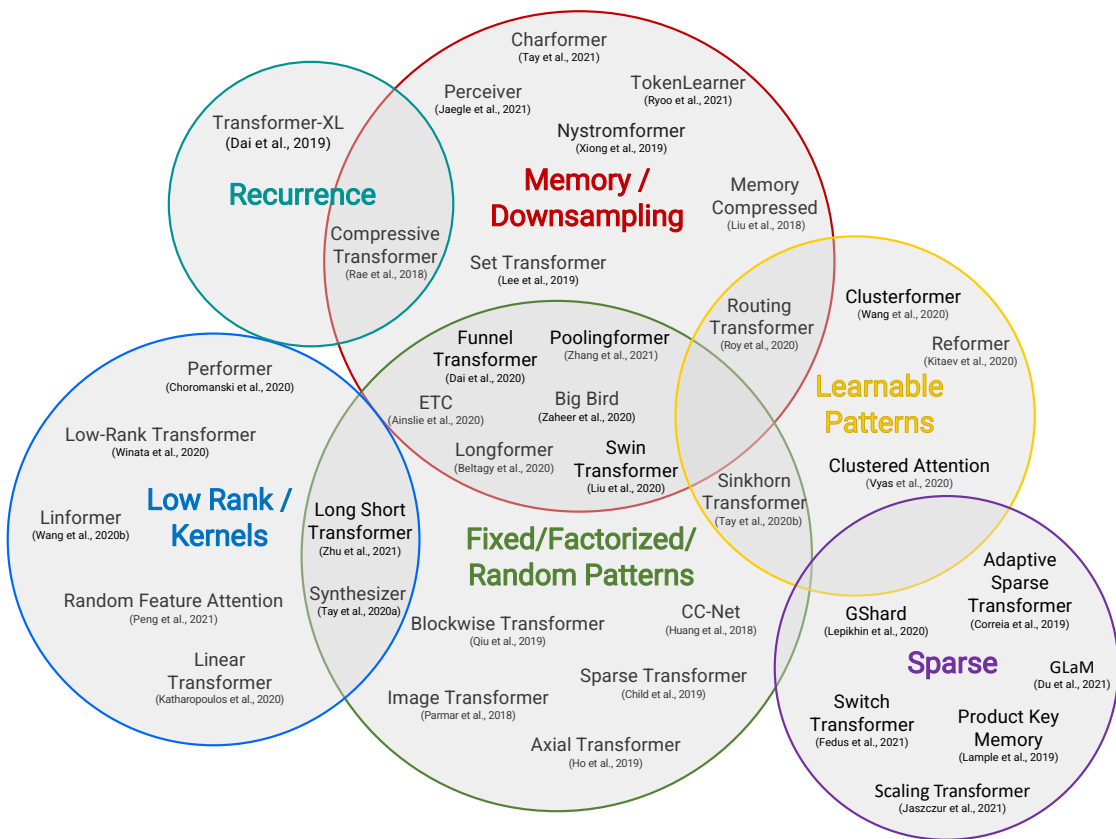 Charformer
(Tay et al., 2021)
Perceiver
(Jaegle et al., 2021)
TokenLearner
(Ryoo et al., 2021)
Transformer-XL
(Dai et al., 2019)
Nystromformer
(Xiong et al., 2019)
Recurrence
Memory /
Downsampling
Memory
Compressed
(Liu et al., 2018)
Compressive
Transformer
(Rae et al., 2018)
Set Transformer
(Lee et al., 2019)
Clusterformer
(Wang et al., 2020)
Routing
Transformer
(Roy et al., 2020)
Reformer
(Kitaev et al., 2020)
Funnel
Transformer
(Dai et al., 2020)
Poolingformer
(Zhang et al., 2021)
Performer
(Choromanski et al., 2020)
Learnable
Patterns
ETC
(Ainslie et al., 2020)
Big Bird
(Zaheer et al., 2020)
Low-Rank Transformer
(Winata et al., 2020)
Longformer
(Beltagy et al., 2020)
Swin
Transformer
(Liu et al., 2020)
Clustered Attention
(Vyas et al., 2020)
Sinkhorn
Transformer
(Tay et al., 2020b)
Low Rank /
Kernels
Linformer
(Wang et al., 2020b)
Long Short
Transformer
(Zhu et al., 2021)
Fixed/Factorized/
Random Patterns
Adaptive
Sparse
Transformer
(Correia et al., 2019)
Random Feature Attention
(Peng et al., 2021)
Synthesizer
(Tay et al., 2020a)
Blockwise Transformer
(Qiu et al., 2019)
CC-Net
(Huang et al., 2018)
GShard
(Lepikhin et al., 2020)
Sparse
GLaM
(Du et al., 2021)
Linear
Transformer
(Katharopoulos et al., 2020)
Sparse Transformer
(Child et al., 2019)
Image Transformer
(Parmar et al., 2018)
Switch
Transformer
(Fedus et al., 2021)
Product Key
Memory
(Lample et al., 2019)
Axial Transformer
(Ho et al., 2019)
Scaling Transformer
(Jaszczur et al., 2021)